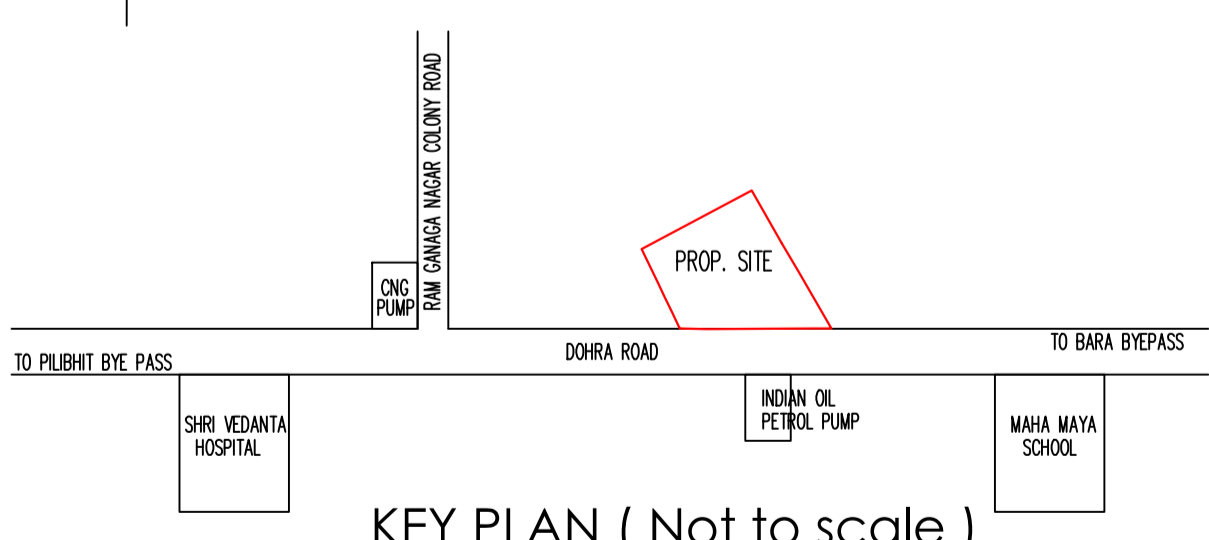 RAM GANAGA NAGAR COLONY ROAD
CNG
PUMP
PROP. SITE
TO PILIBHIT BYE PASS
DOHRA ROAD
TO BARA BYEPASS
SHRI VEDANTA
HOSPITAL
INDIAN OIL
PETROL PUMP
MAHA MAYA
SCHOOL
KEY PLAN ( Not to scale )